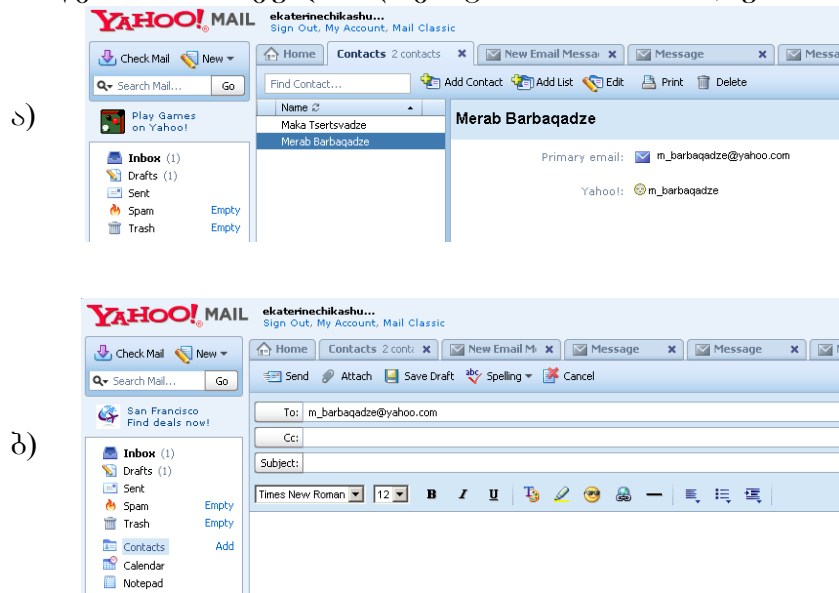 YAHOO! MAIL
ekaterinechikashu...
Sign Out, My Account, Mail Classic
Check Mail New
Home Contacts 2 contacts New Email Messa Message Messa
Search Mail... Go
Find Contact... Add Contact Add List Edit Print Delete
ა)
Play Games
on Yahoo!
Name
Maka Tsertsvadze
Merab Barbaqadze
Merab Barbaqadze
Primary email: m_barbaqadze@yahoo.com
Yahoo!: m_barbaqadze
Inbox (1)
Drafts (1)
Sent
Spam Empty
Trash Empty
ბ)
YAHOO! MAIL
ekaterinechikashu...
Sign Out, My Account, Mail Classic
Check Mail New
Home Contacts 2 conta New Email M Message Message
Search Mail... Go
Send Attach Save Draft Spelling Cancel
San Francisco
Find deals now!
To: m_barbaqadze@yahoo.com
Cc:
Subject:
Times New Roman 12 B I U
Inbox (1)
Drafts (1)
Sent
Spam Empty
Trash Empty
Contacts Add
Calendar
Notepad